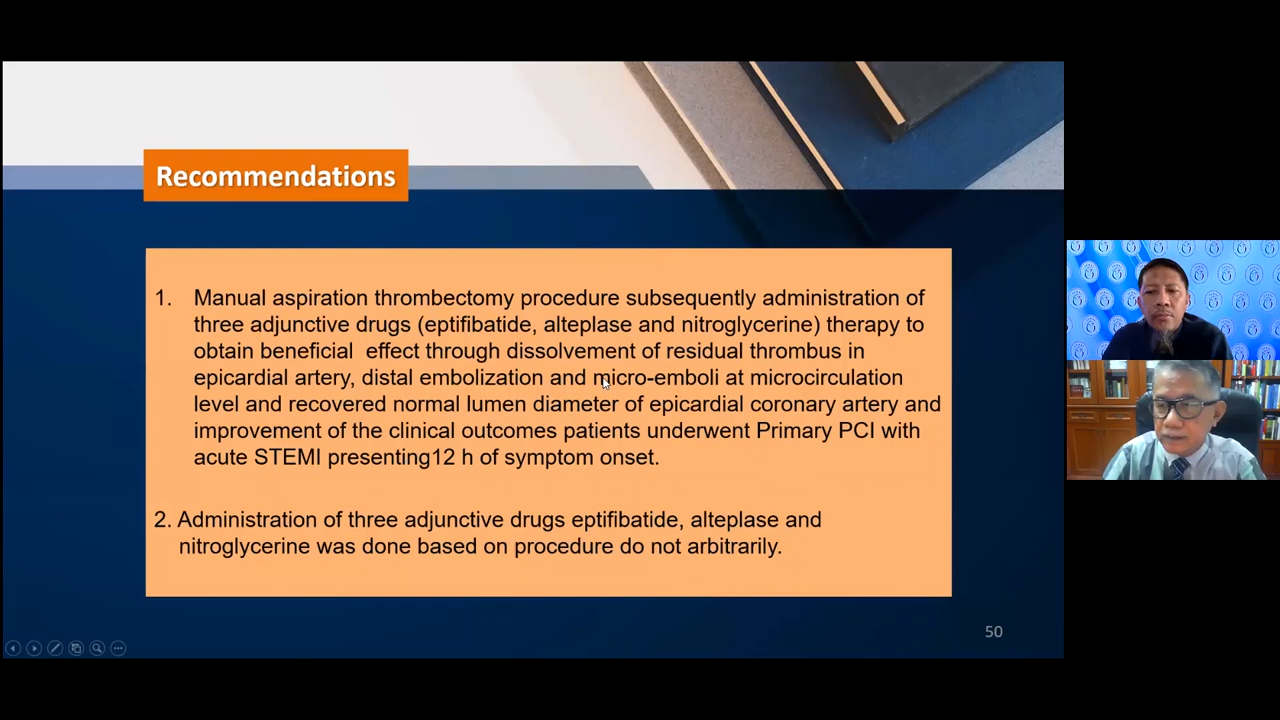 Recommendations
1. Manual aspiration thrombectomy procedure subsequently administration of
three adjunctive drugs (eptifibatide, alteplase and nitroglycerine) therapy to
obtain beneficial  effect through dissolvement of residual thrombus in
epicardial artery, distal embolization and micro-emboli at microcirculation
level and recovered normal lumen diameter of epicardial coronary artery and
improvement of the clinical outcomes patients underwent Primary PCI with
acute STEMI presenting12 h of symptom onset.
2. Administration of three adjunctive drugs eptifibatide, alteplase and
nitroglycerine was done based on procedure do not arbitrarily.
50